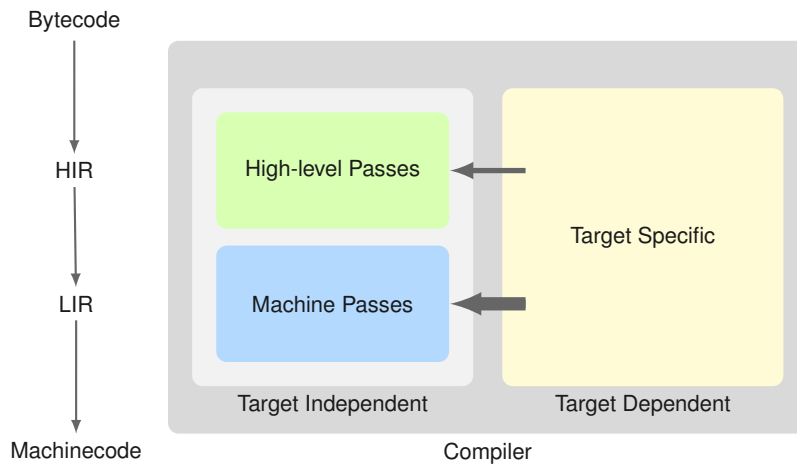 Bytecode
HIR
High-level Passes
Target Specific
LIR
Machine Passes
Target Independent
Target Dependent
Machinecode
Compiler